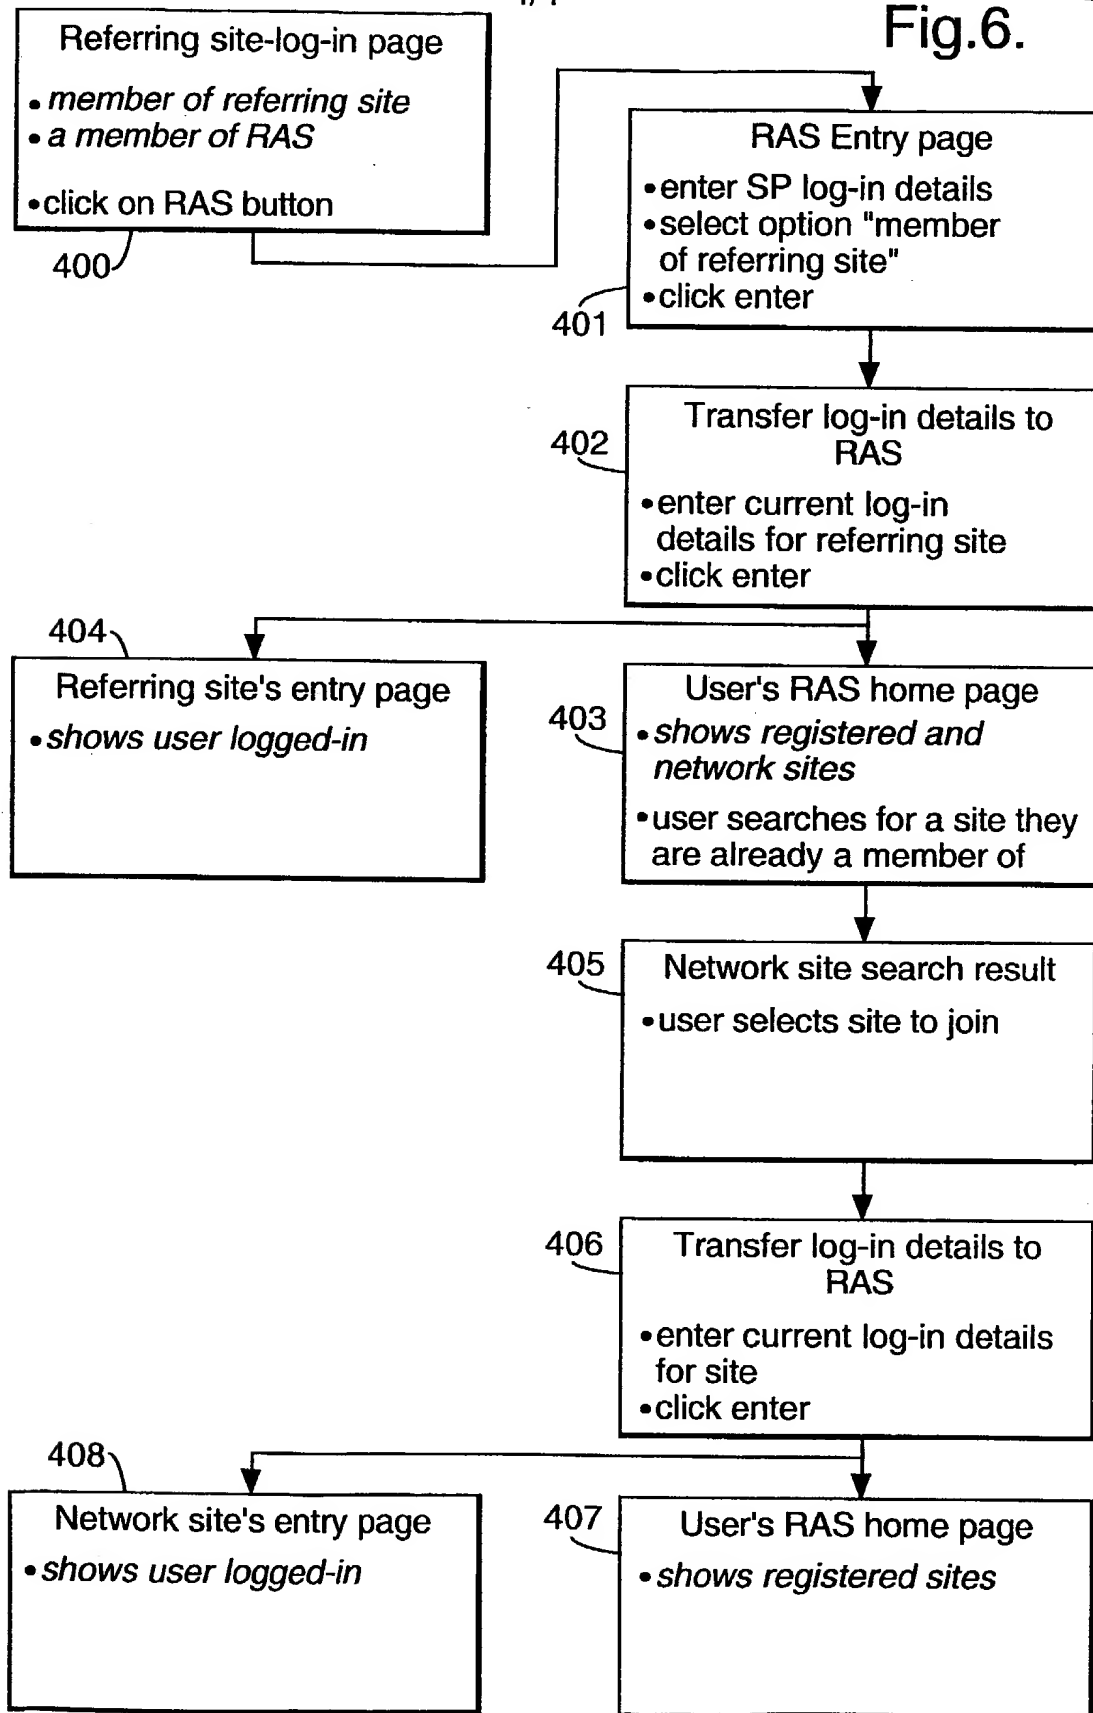 Fig.6.
Referring site-log-in page
• member of referring site
• a member of RAS
• click on RAS button
400
RAS Entry page
• enter SP log-in details
• select option "member
of referring site"
• click enter
401
Transfer log-in details to
RAS
• enter current log-in
details for referring site
• click enter
402
404
Referring site's entry page
• shows user logged-in
User's RAS home page
• shows registered and
network sites
• user searches for a site they
are already a member of
403
405
Network site search result
• user selects site to join
406
Transfer log-in details to
RAS
• enter current log-in details
for site
• click enter
408
Network site's entry page
• shows user logged-in
407
User's RAS home page
• shows registered sites